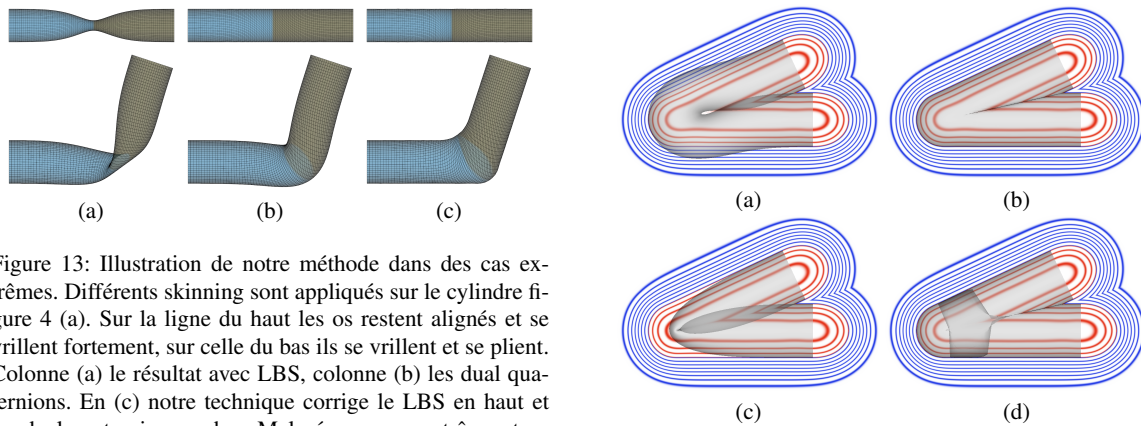 (a) (b) (c)
Figure 13: Illustration de notre méthode dans des cas ex-
trêmes. Différents skinning sont appliqués sur le cylindre fi-
gure 4 (a). Sur la ligne du haut les os restent alignés et se
vrillent fortement, sur celle du bas ils se vrillent et se plient.
Colonne (a) le résultat avec LBS, colonne (b) les dual qua-
ternions. En (c) notre technique corrige le LBS en haut et
(a) (b)
(c) (d)